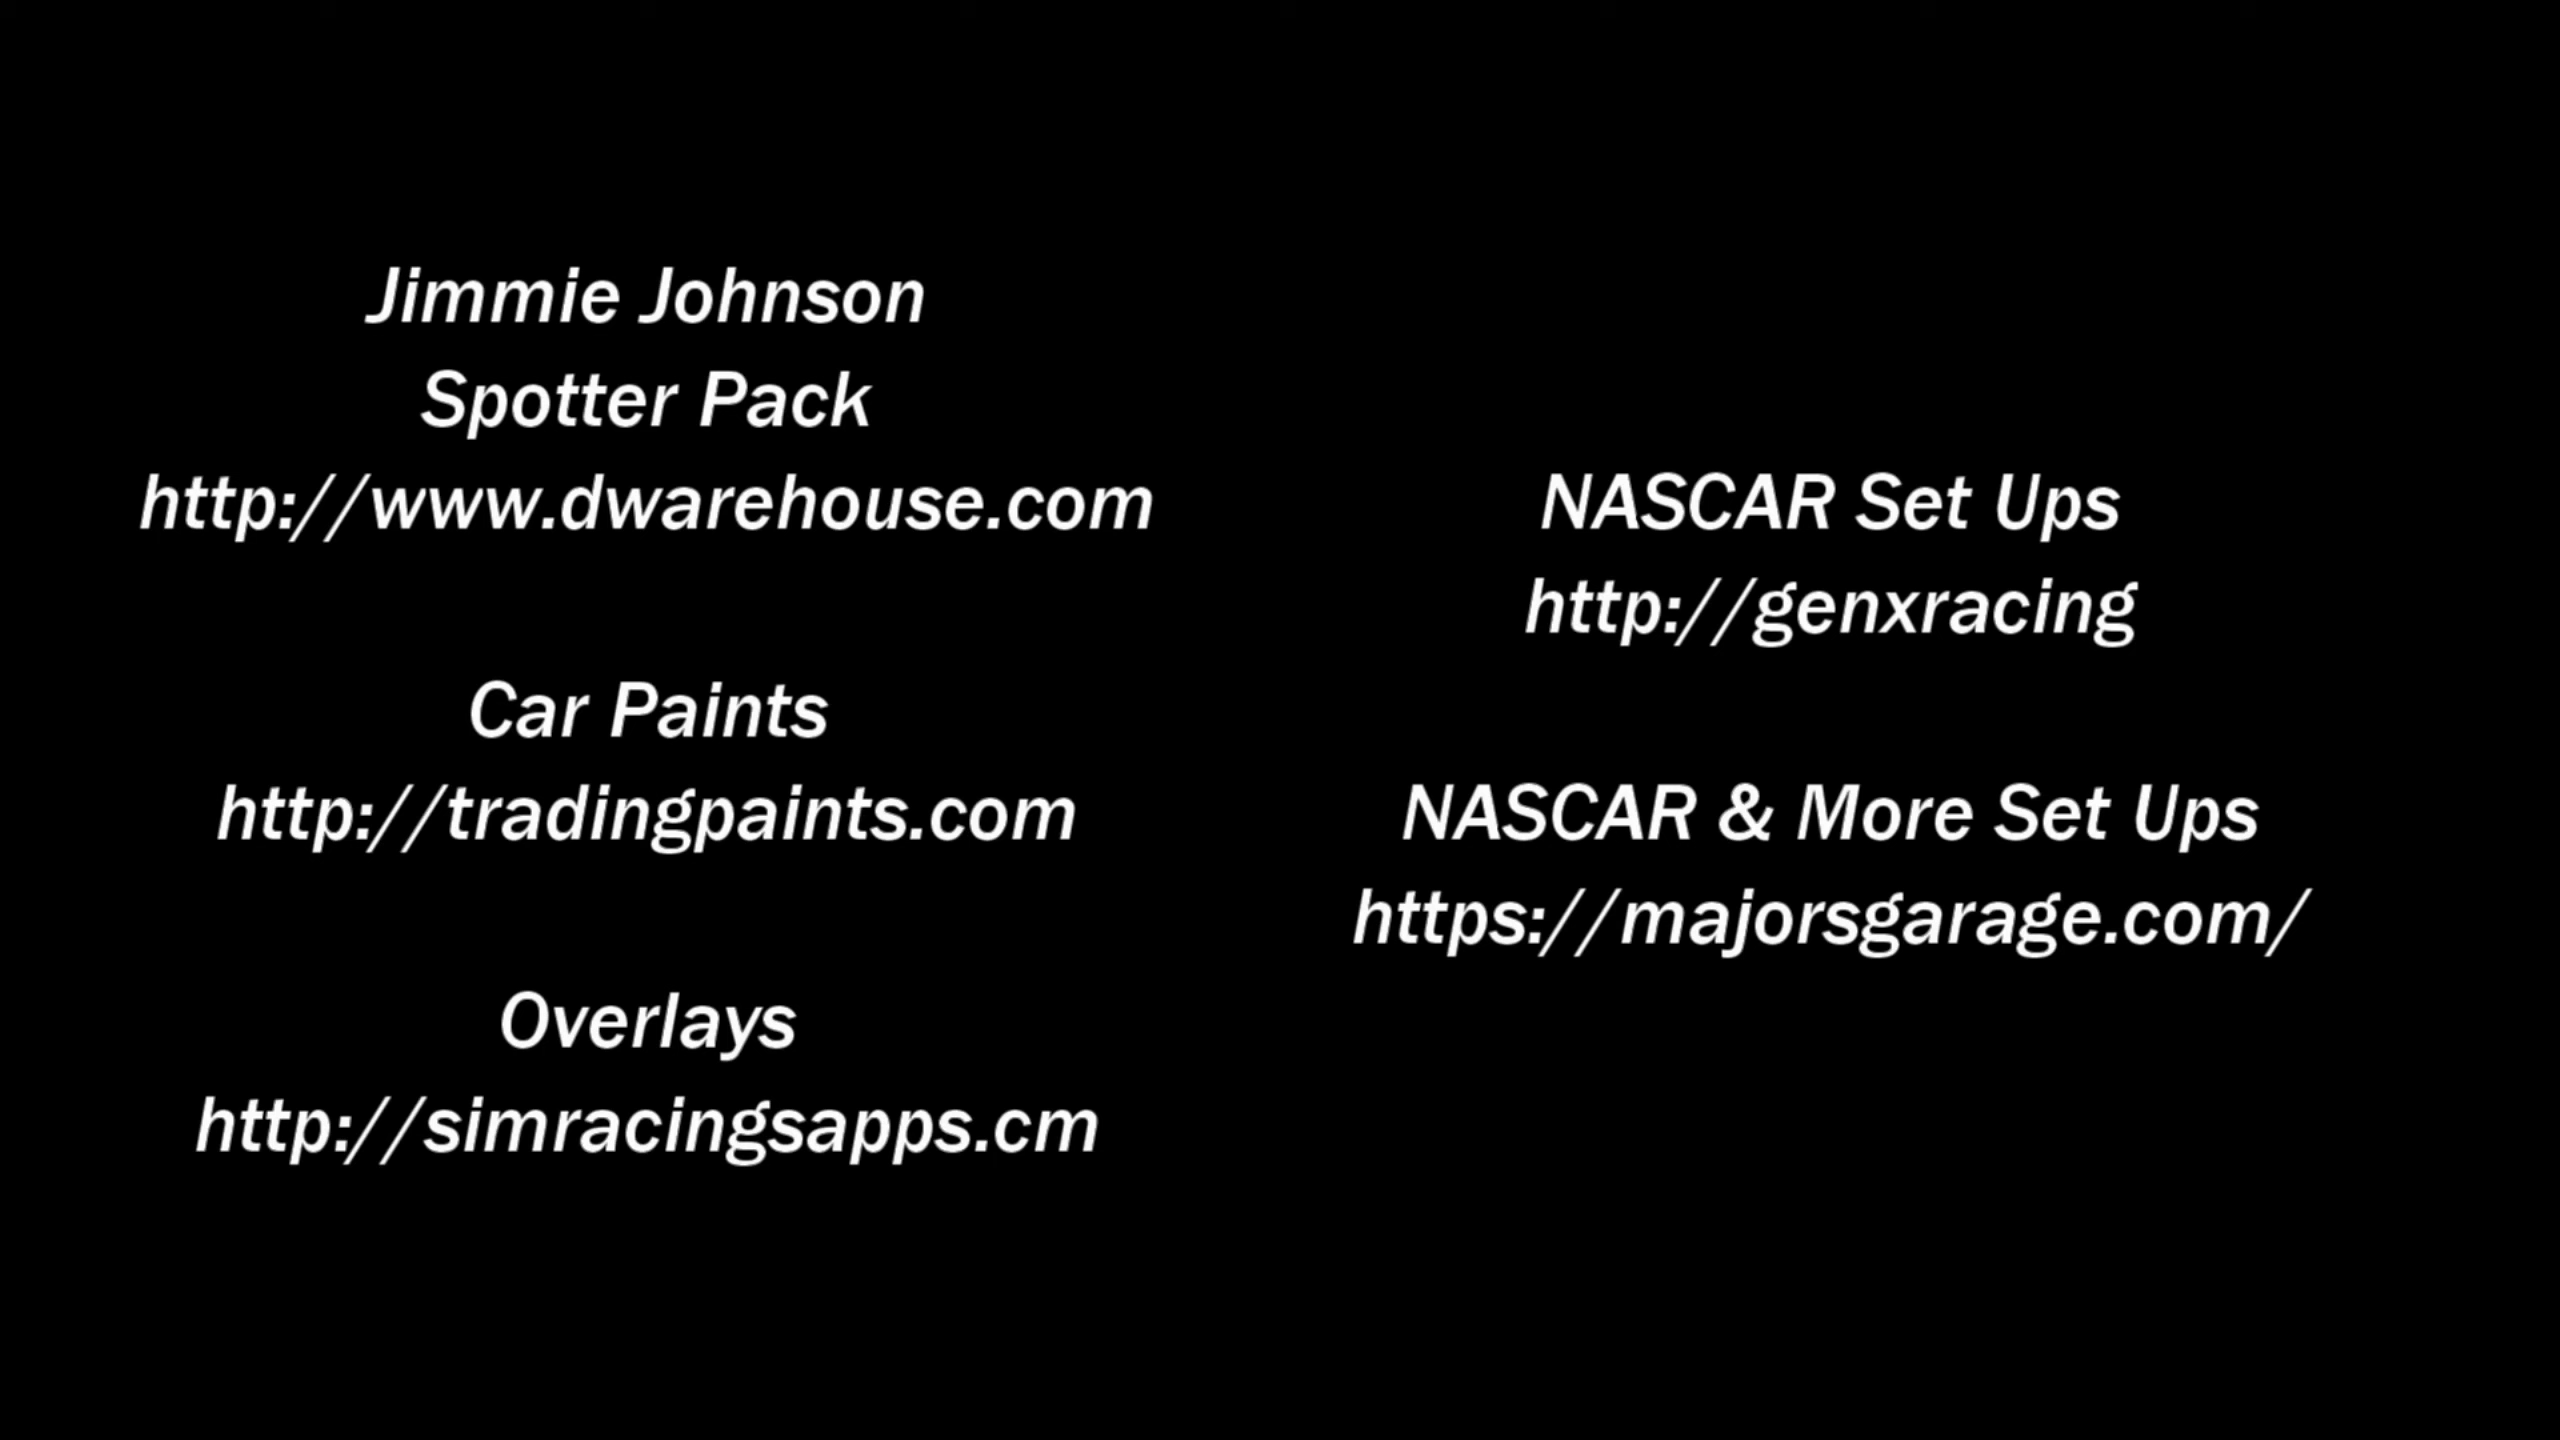 Jimmie Johnson
Spotter Pack
http://www.dwarehouse.com
Car Paints
http://tradingpaints.com
Overlays
http://simracingsapps.cm
NASCAR Set Ups
http://genxracing
NASCAR & More Set Ups
https://majorsgarage.com/